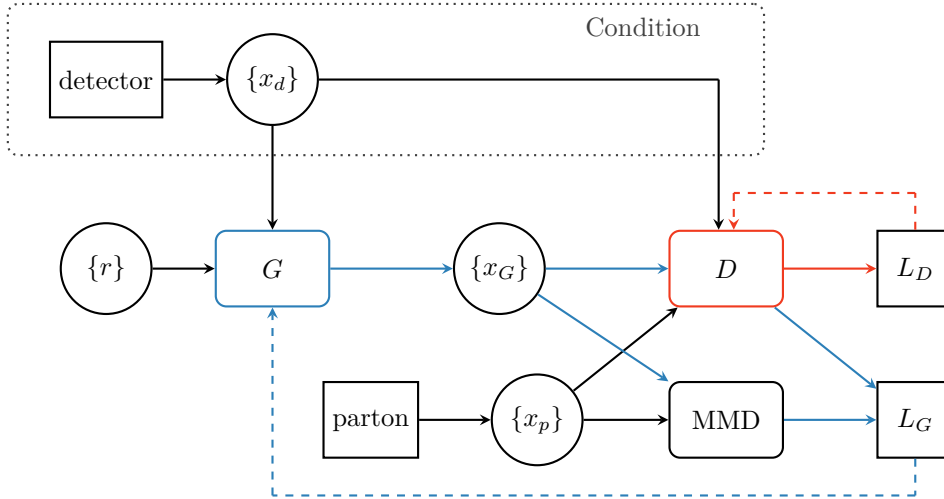 Condition
detector
{x_d}
{r}
G
{x_G}
D
L_D
parton
{x_p}
MMD
L_G